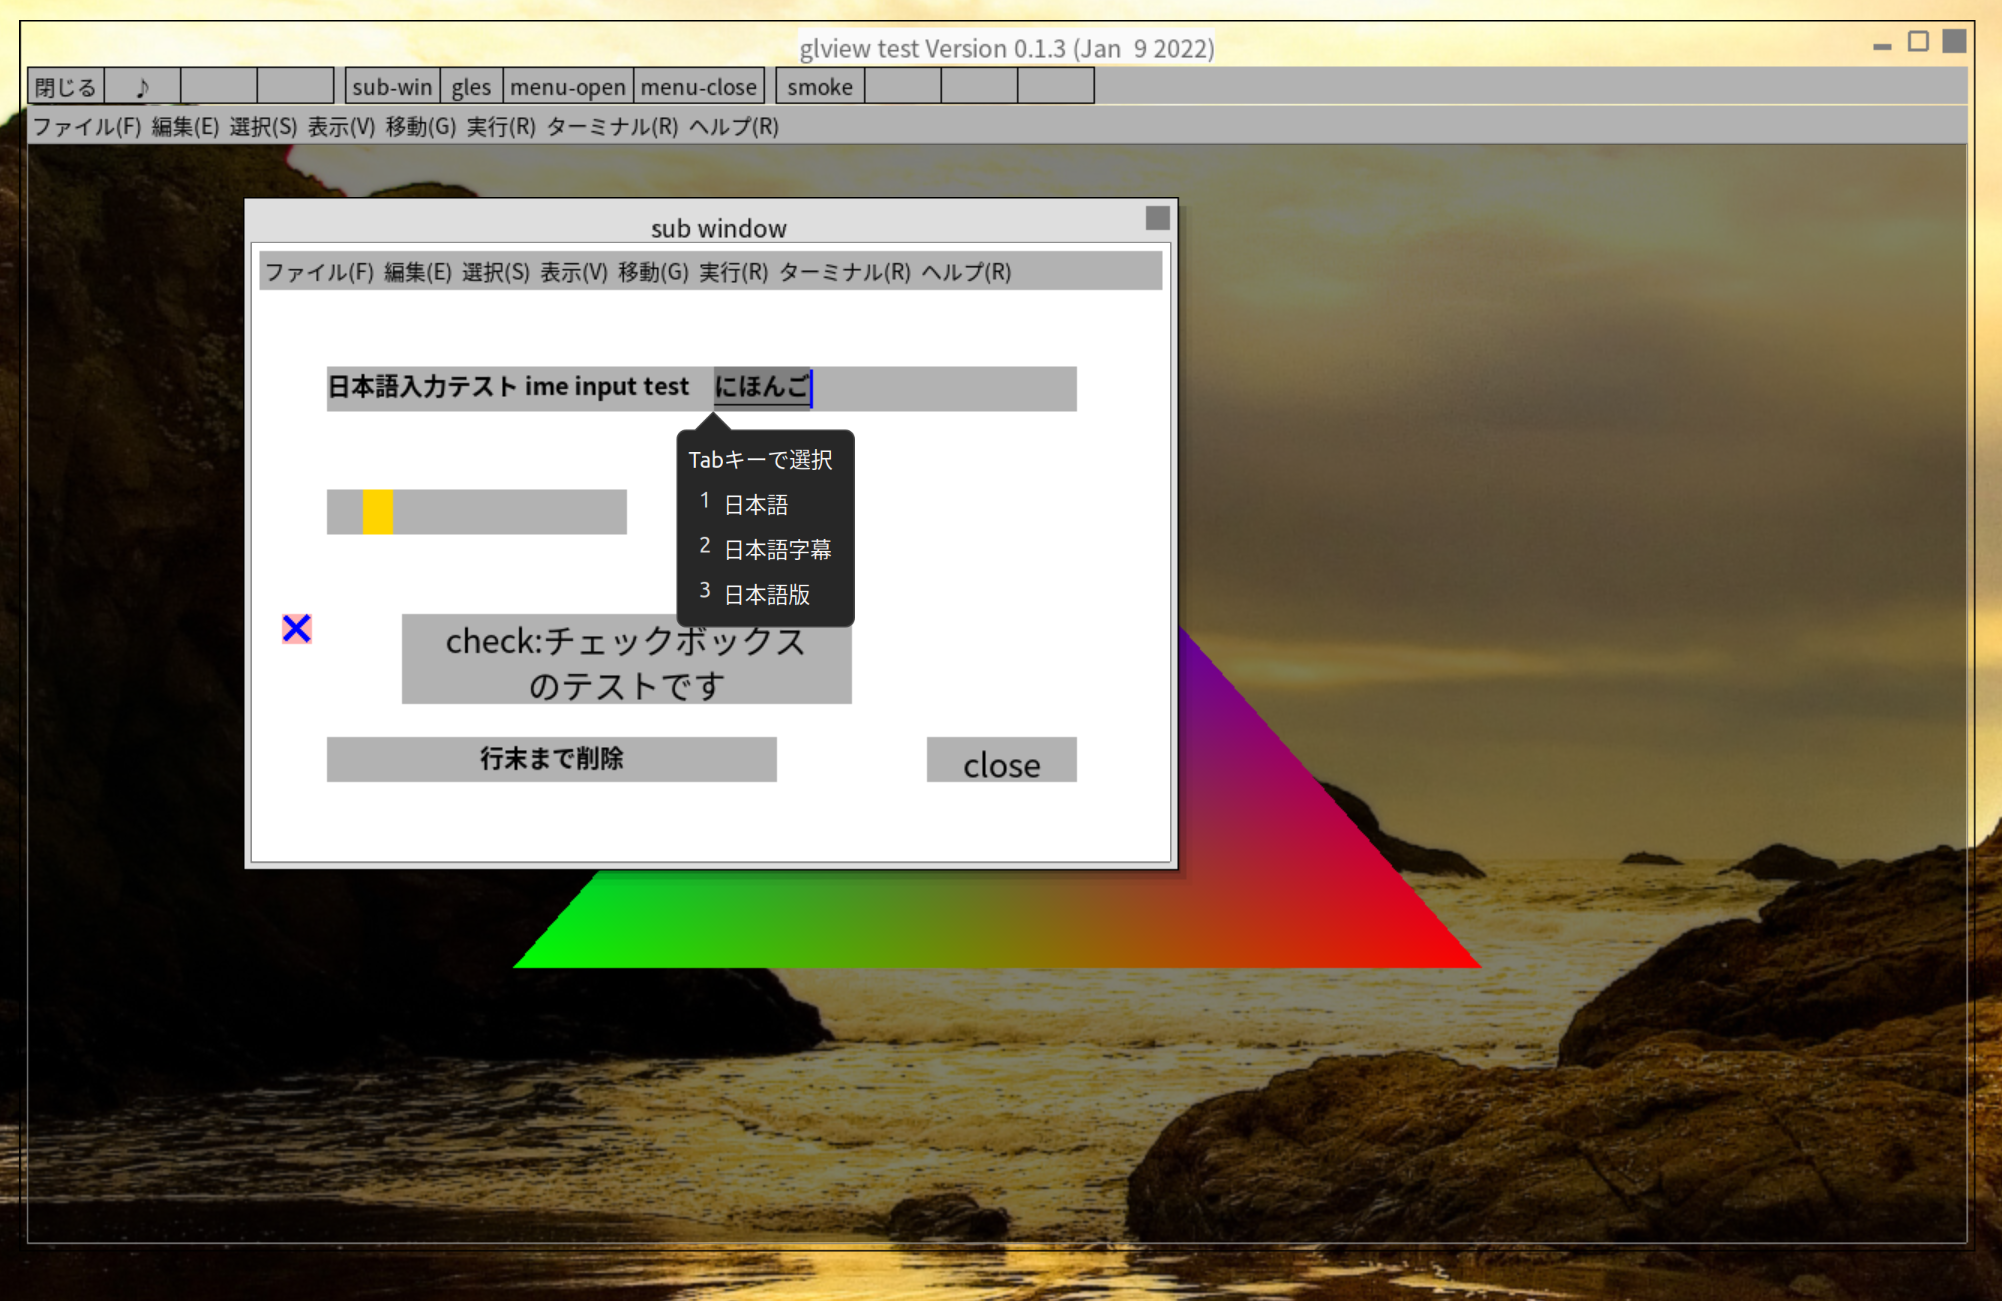 glview test Version 0.1.3 (Jan  9 2022)
閉じる ♪ sub-win gles menu-open menu-close smoke
ファイル(F) 編集(E) 選択(S) 表示(V) 移動(G) 実行(R) ターミナル(R) ヘルプ(R)
sub window
ファイル(F) 編集(E) 選択(S) 表示(V) 移動(G) 実行(R) ターミナル(R) ヘルプ(R)
日本語入力テスト ime input test にほんご
Tabキーで選択
1 日本語
2 日本語字幕
3 日本語版
check:チェックボックス
のテストです
行末まで削除
close